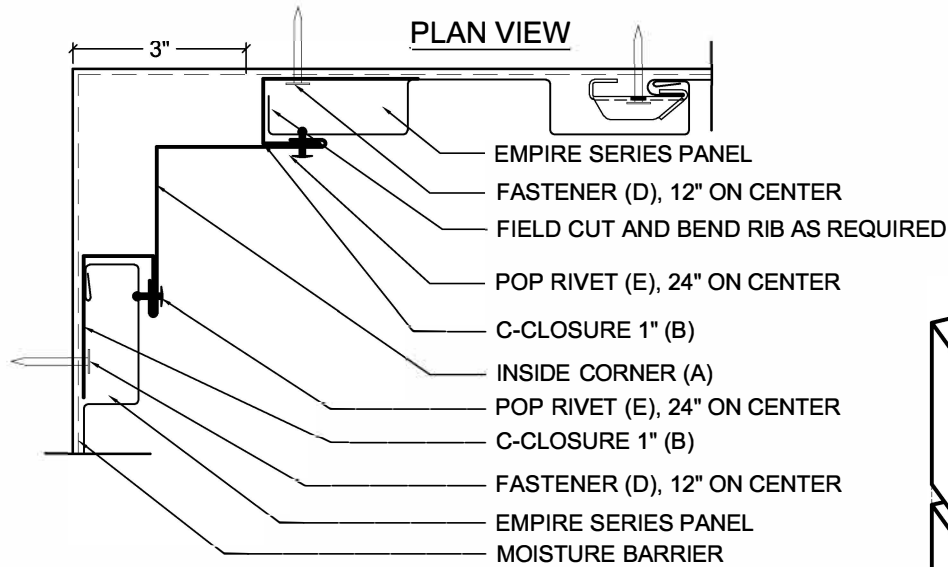 PLAN VIEW
3"
EMPIRE SERIES PANEL
FASTENER (D), 12" ON CENTER
FIELD CUT AND BEND RIB AS REQUIRED
POP RIVET (E), 24" ON CENTER
C-CLOSURE 1" (B)
INSIDE CORNER (A)
POP RIVET (E), 24" ON CENTER
C-CLOSURE 1" (B)
FASTENER (D), 12" ON CENTER
EMPIRE SERIES PANEL
MOISTURE BARRIER